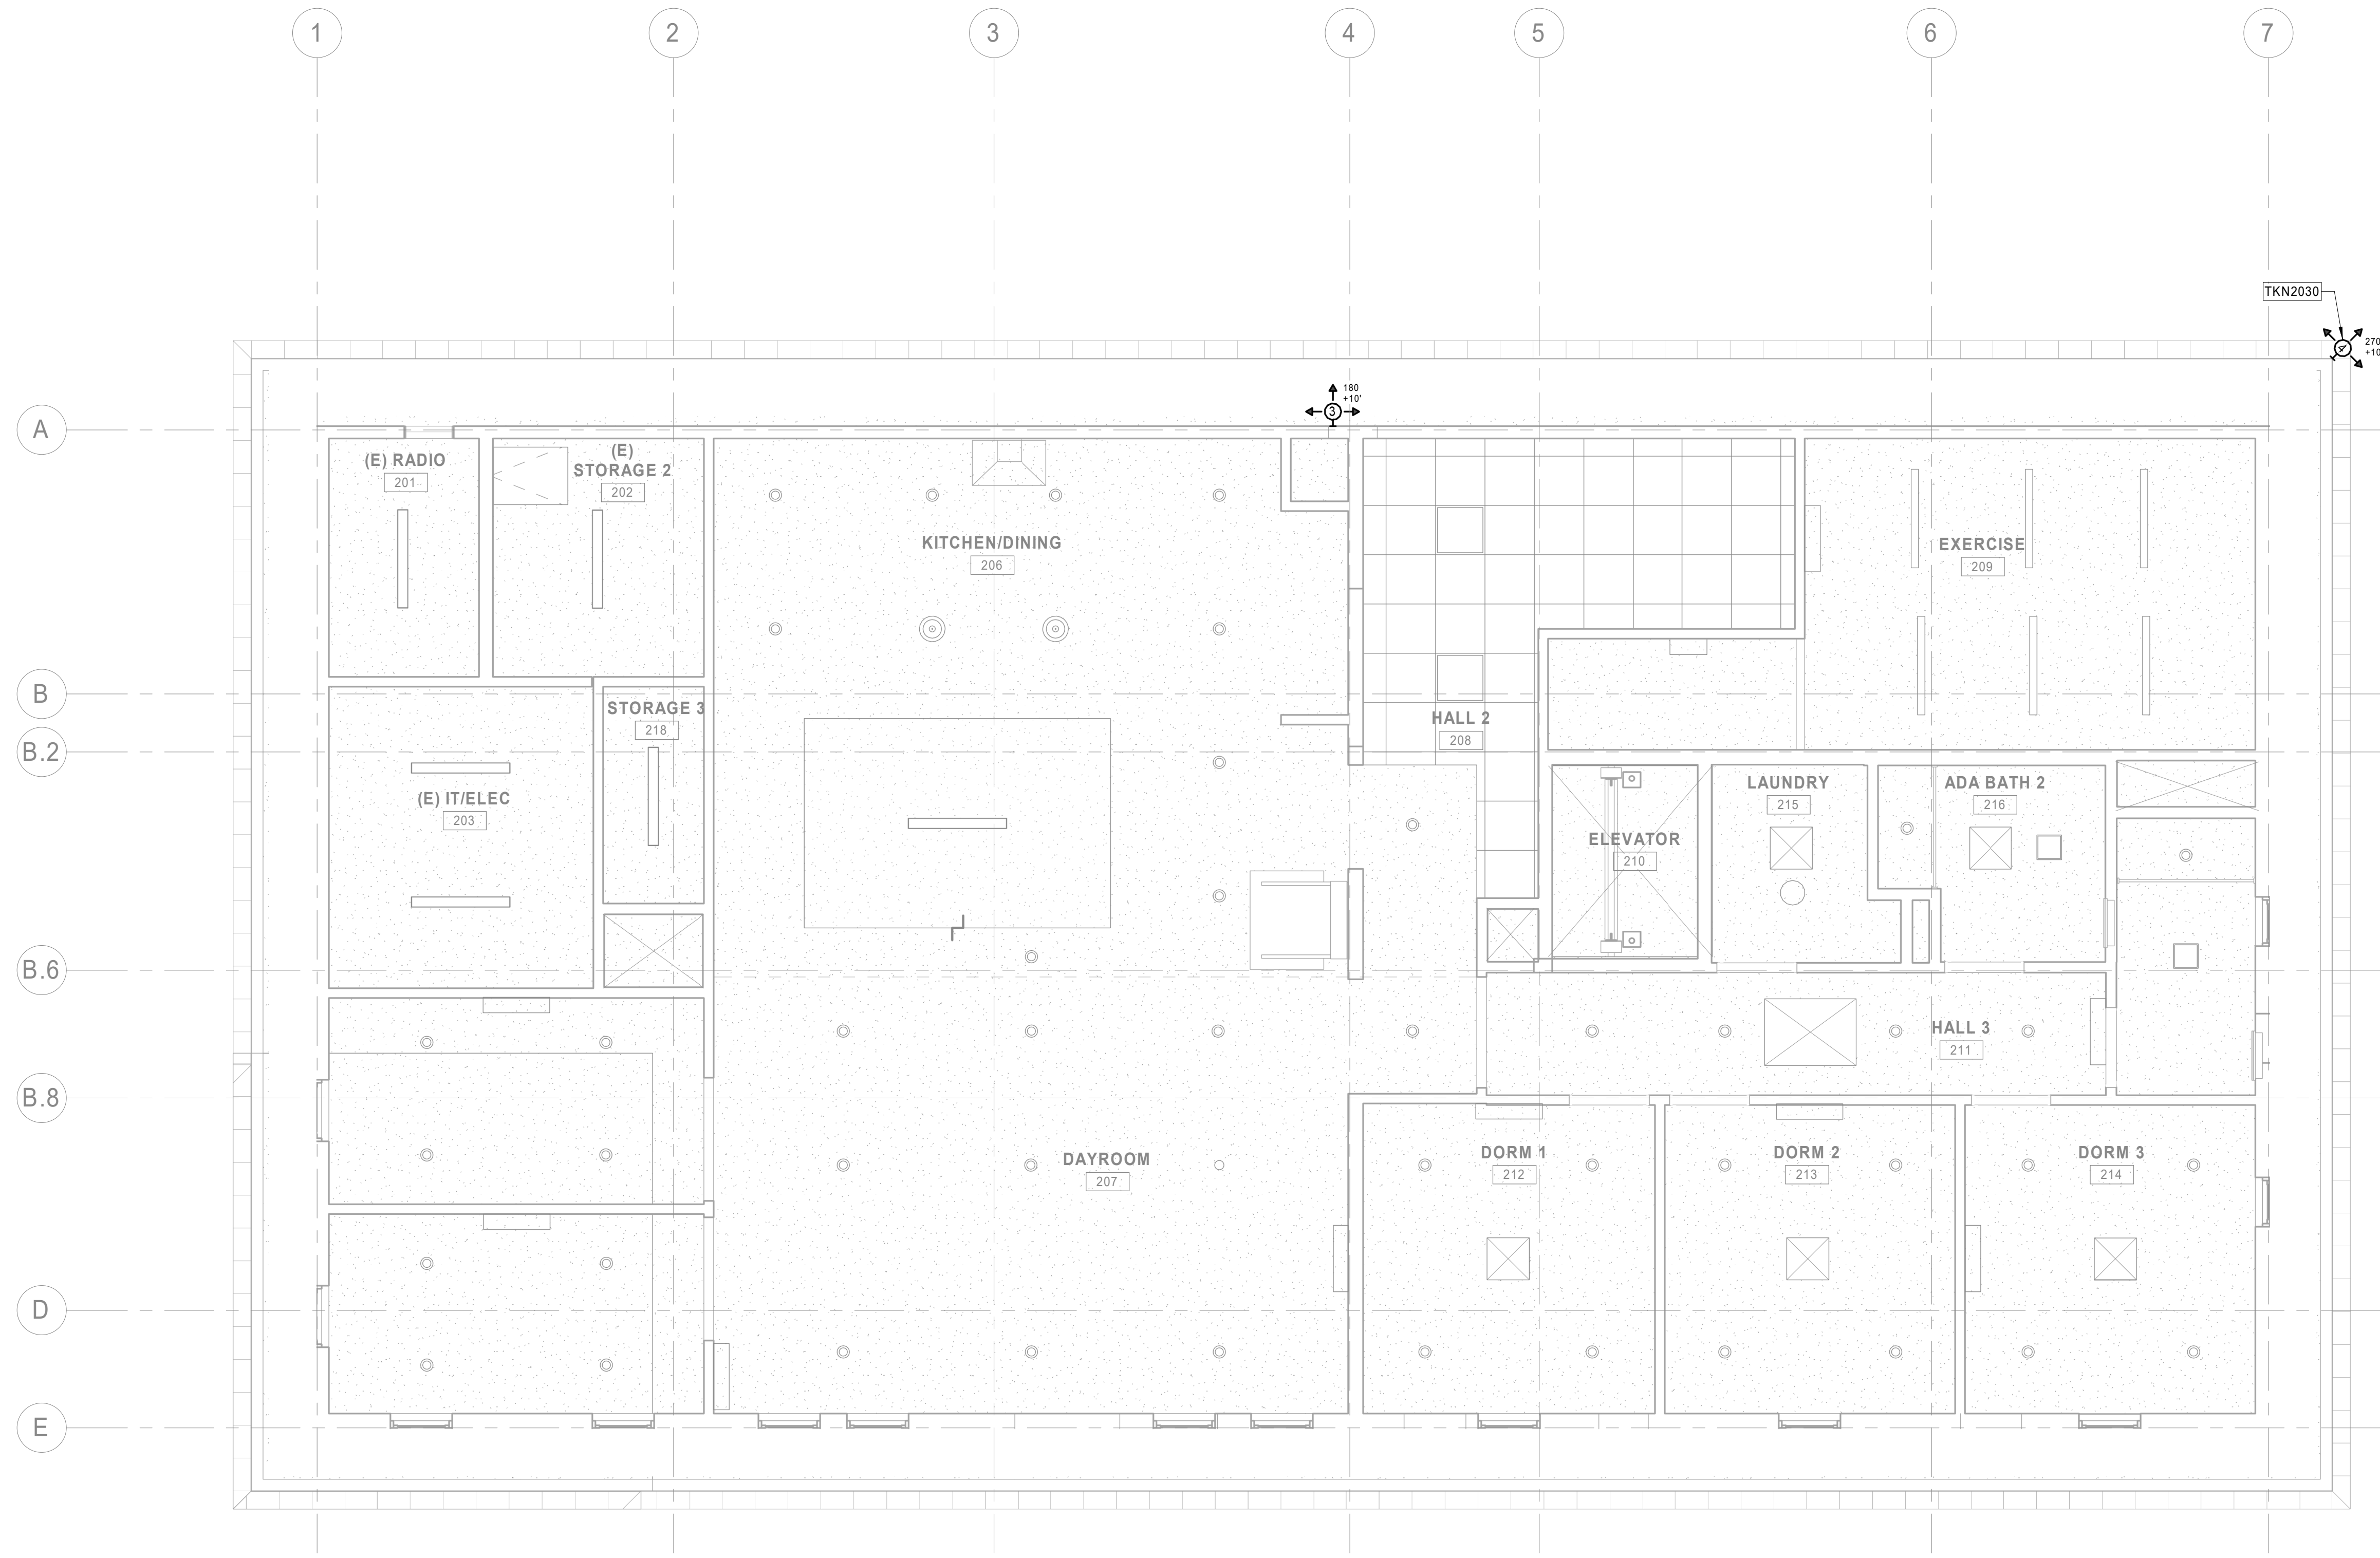 1
2
3
4
5
6
7
TKN2030
270
+10
4
180
+10'
3
A
(E) RADIO
201
(E)
STORAGE 2
202
KITCHEN/DINING
206
EXERCISE
209
B
STORAGE 3
218
HALL 2
208
B.2
(E) IT/ELEC
203
LAUNDRY
215
ADA BATH 2
216
ELEVATOR
210
B.6
HALL 3
211
B.8
DAYROOM
207
DORM 1
212
DORM 2
213
DORM 3
214
D
E